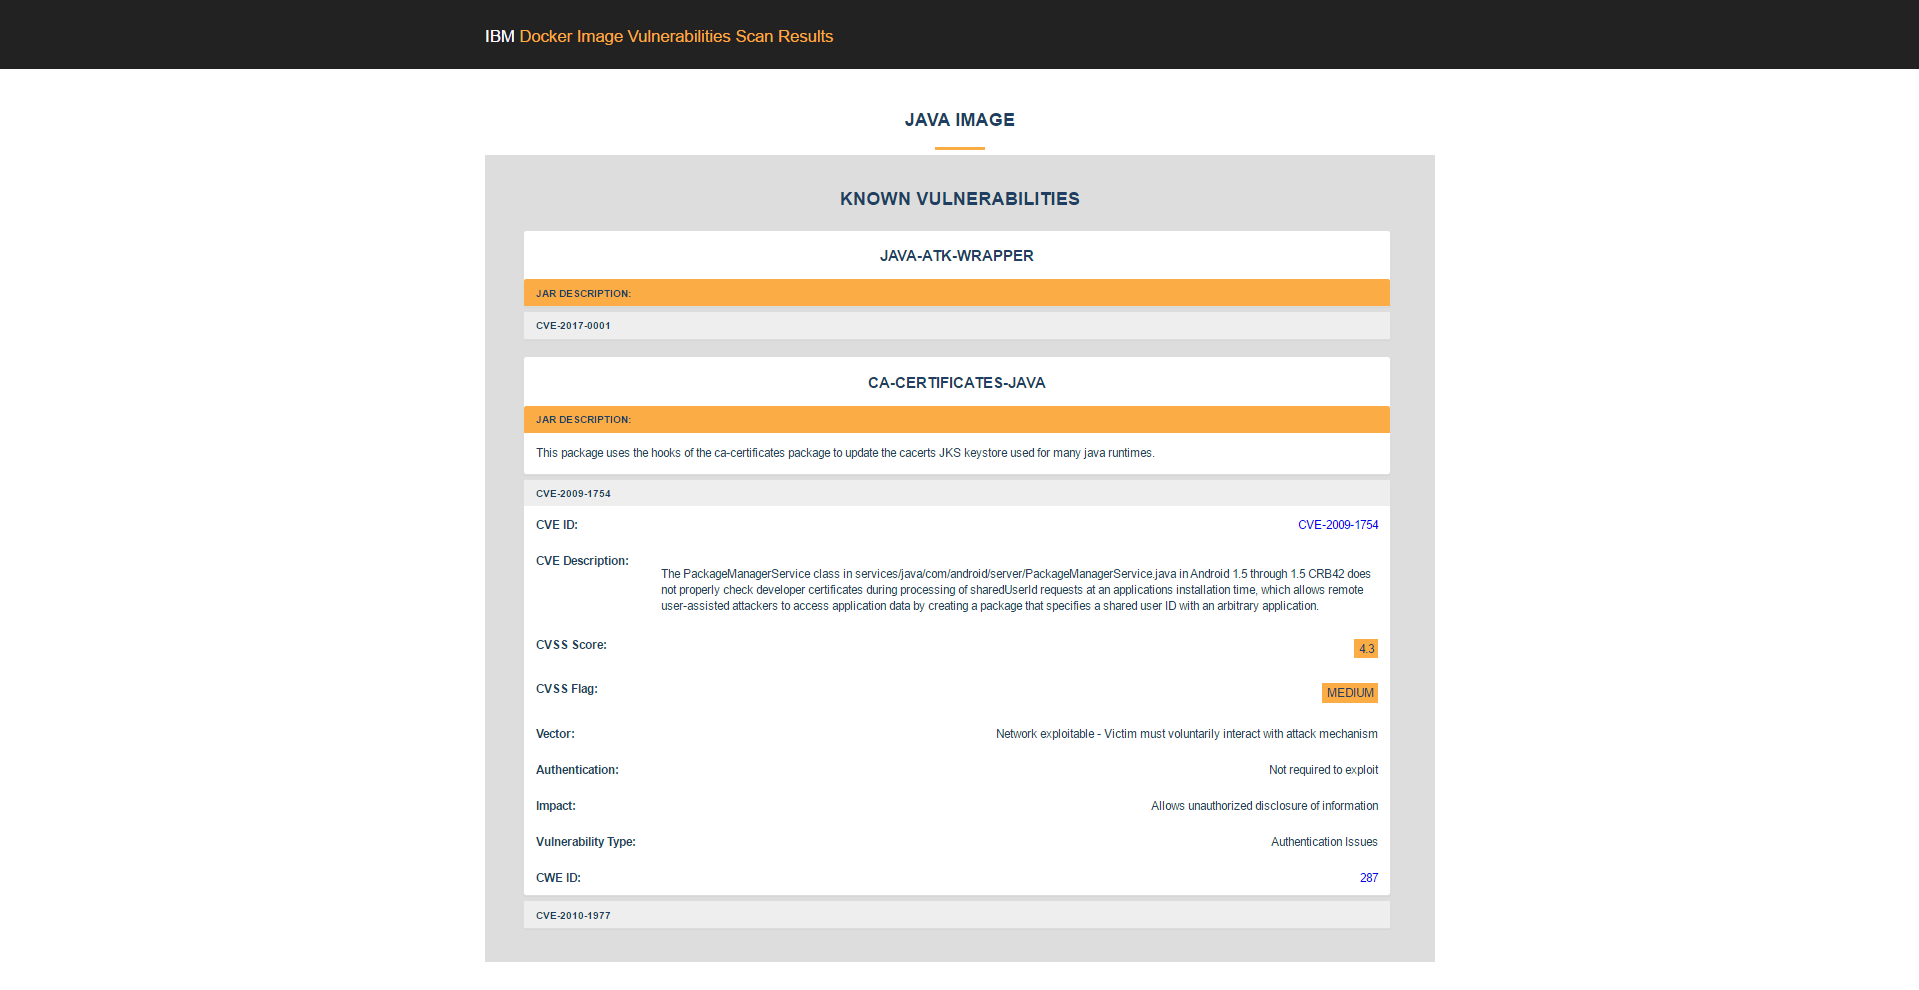 IBM Docker Image Vulnerabilities Scan Results
JAVA IMAGE
KNOWN VULNERABILITIES
JAVA-ATK-WRAPPER
JAR DESCRIPTION:
CVE-2017-0001
CA-CERTIFICATES-JAVA
JAR DESCRIPTION:
This package uses the hooks of the ca-certificates package to update the cacerts JKS keystore used for many java runtimes.
CVE-2009-1754
CVE ID: CVE-2009-1754
CVE Description:
The PackageManagerService class in services/java/com/android/server/PackageManagerService.java in Android 1.5 through 1.5 CRB42 does
not properly check developer certificates during processing of sharedUserId requests at an applications installation time, which allows remote
user-assisted attackers to access application data by creating a package that specifies a shared user ID with an arbitrary application.
CVSS Score: 4.3
CVSS Flag: MEDIUM
Vector: Network exploitable - Victim must voluntarily interact with attack mechanism
Authentication: Not required to exploit
Impact: Allows unauthorized disclosure of information
Vulnerability Type: Authentication Issues
CWE ID: 287
CVE-2010-1977